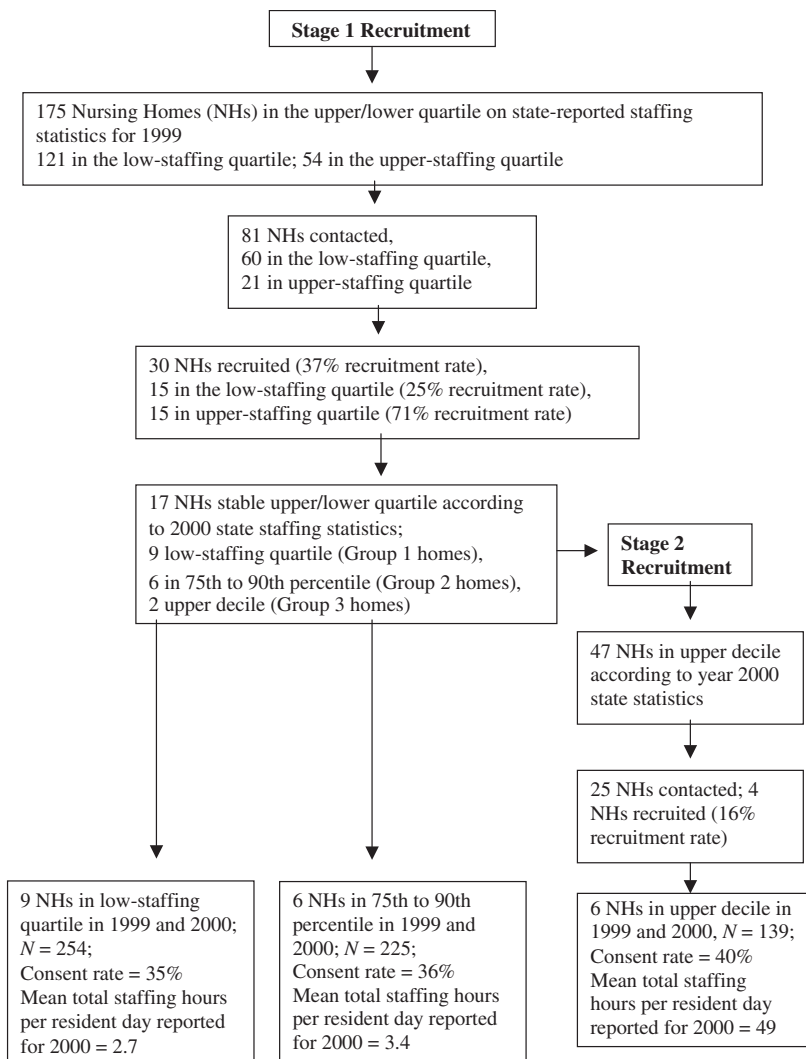 Stage 1 Recruitment
175 Nursing Homes (NHs) in the upper/lower quartile on state-reported staffing
statistics for 1999
121 in the low-staffing quartile; 54 in the upper-staffing quartile
81 NHs contacted,
60 in the low-staffing quartile,
21 in upper-staffing quartile
30 NHs recruited (37% recruitment rate),
15 in the low-staffing quartile (25% recruitment rate),
15 in upper-staffing quartile (71% recruitment rate)
17 NHs stable upper/lower quartile according
to 2000 state staffing statistics;
9 low-staffing quartile (Group 1 homes),
6 in 75th to 90th percentile (Group 2 homes),
2 upper decile (Group 3 homes)
Stage 2
Recruitment
47 NHs in upper decile
according to year 2000
state statistics
25 NHs contacted; 4
NHs recruited (16%
recruitment rate)
9 NHs in low-staffing
quartile in 1999 and 2000;
N = 254;
Consent rate = 35%
Mean total staffing hours
per resident day reported
for 2000 = 2.7
6 NHs in 75th to 90th
percentile in 1999 and
2000; N = 225;
Consent rate = 36%
Mean total staffing hours
per resident day reported
for 2000 = 3.4
6 NHs in upper decile in
1999 and 2000, N = 139;
Consent rate = 40%
Mean total staffing
hours per resident day
reported for 2000 = 49